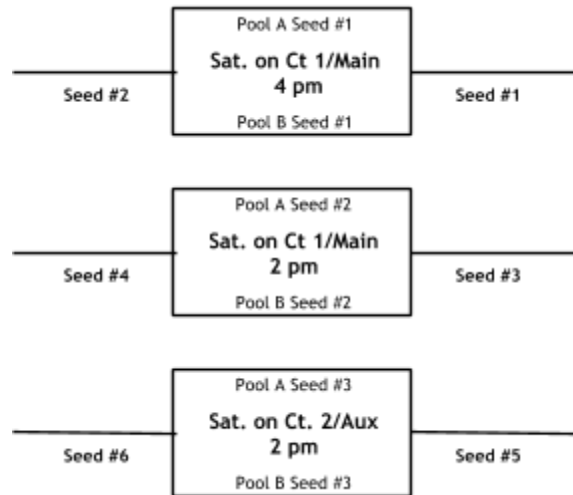 Pool A Seed #1
Sat. on Ct 1/Main
4 pm
Seed #2
Seed #1
Pool B Seed #1
Pool A Seed #2
Sat. on Ct 1/Main
2 pm
Seed #4
Seed #3
Pool B Seed #2
Pool A Seed #3
Sat. on Ct. 2/Aux
2 pm
Seed #6
Seed #5
Pool B Seed #3